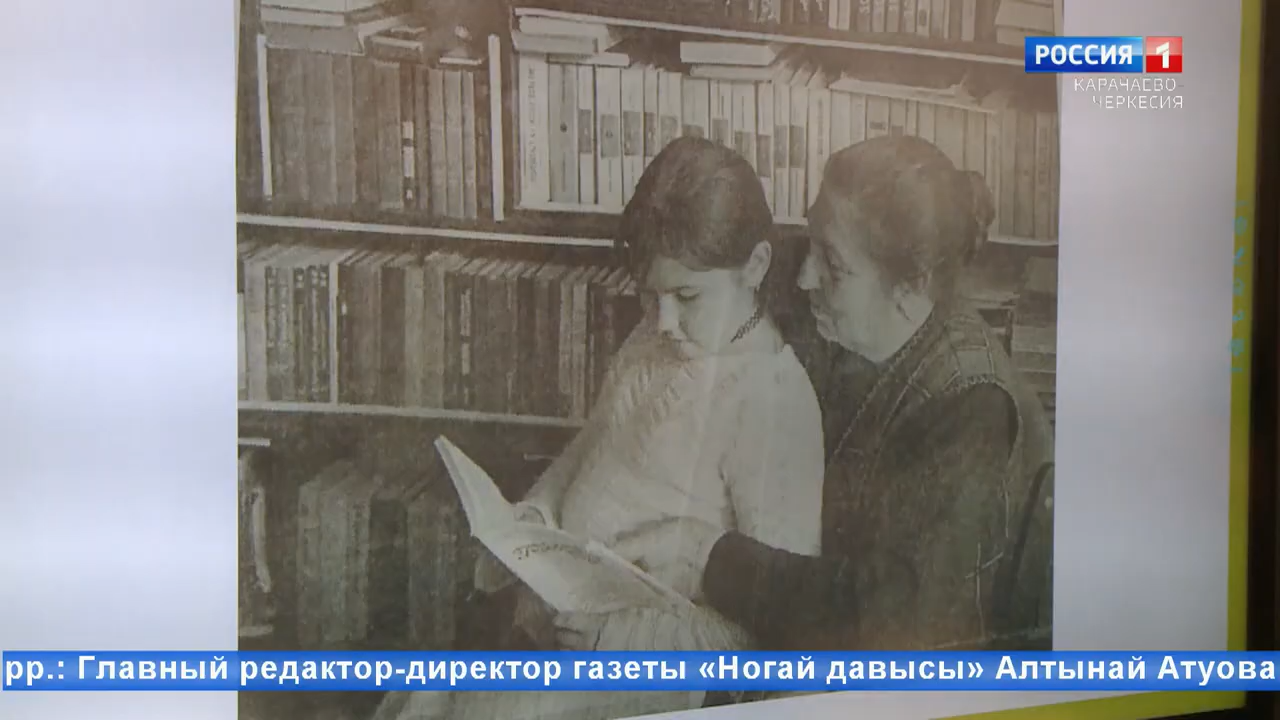 РОССИЯ 1
КАРАЧАЕВО-
ЧЕРКЕСИЯ
рр.: Главный редактор-директор газеты «Ногай давысы» Алтынай Атуова